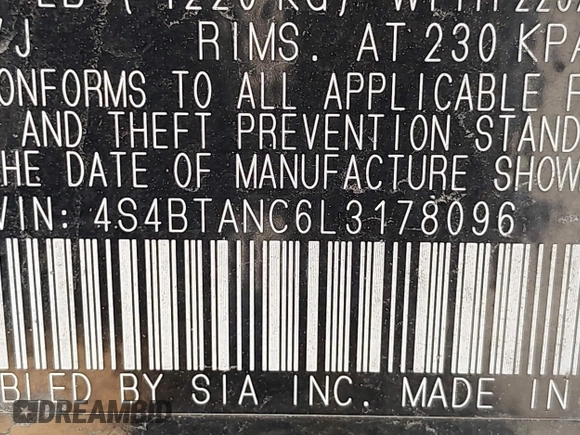 RIMS. AT 230 KPA
CONFORMS TO ALL APPLICABLE F
AND THEFT PREVENTION STAND
THE DATE OF MANUFACTURE SHOW
VIN: 4S4BTANC6L3178096
BLED BY SIA INC. MADE IN
DREAMBID